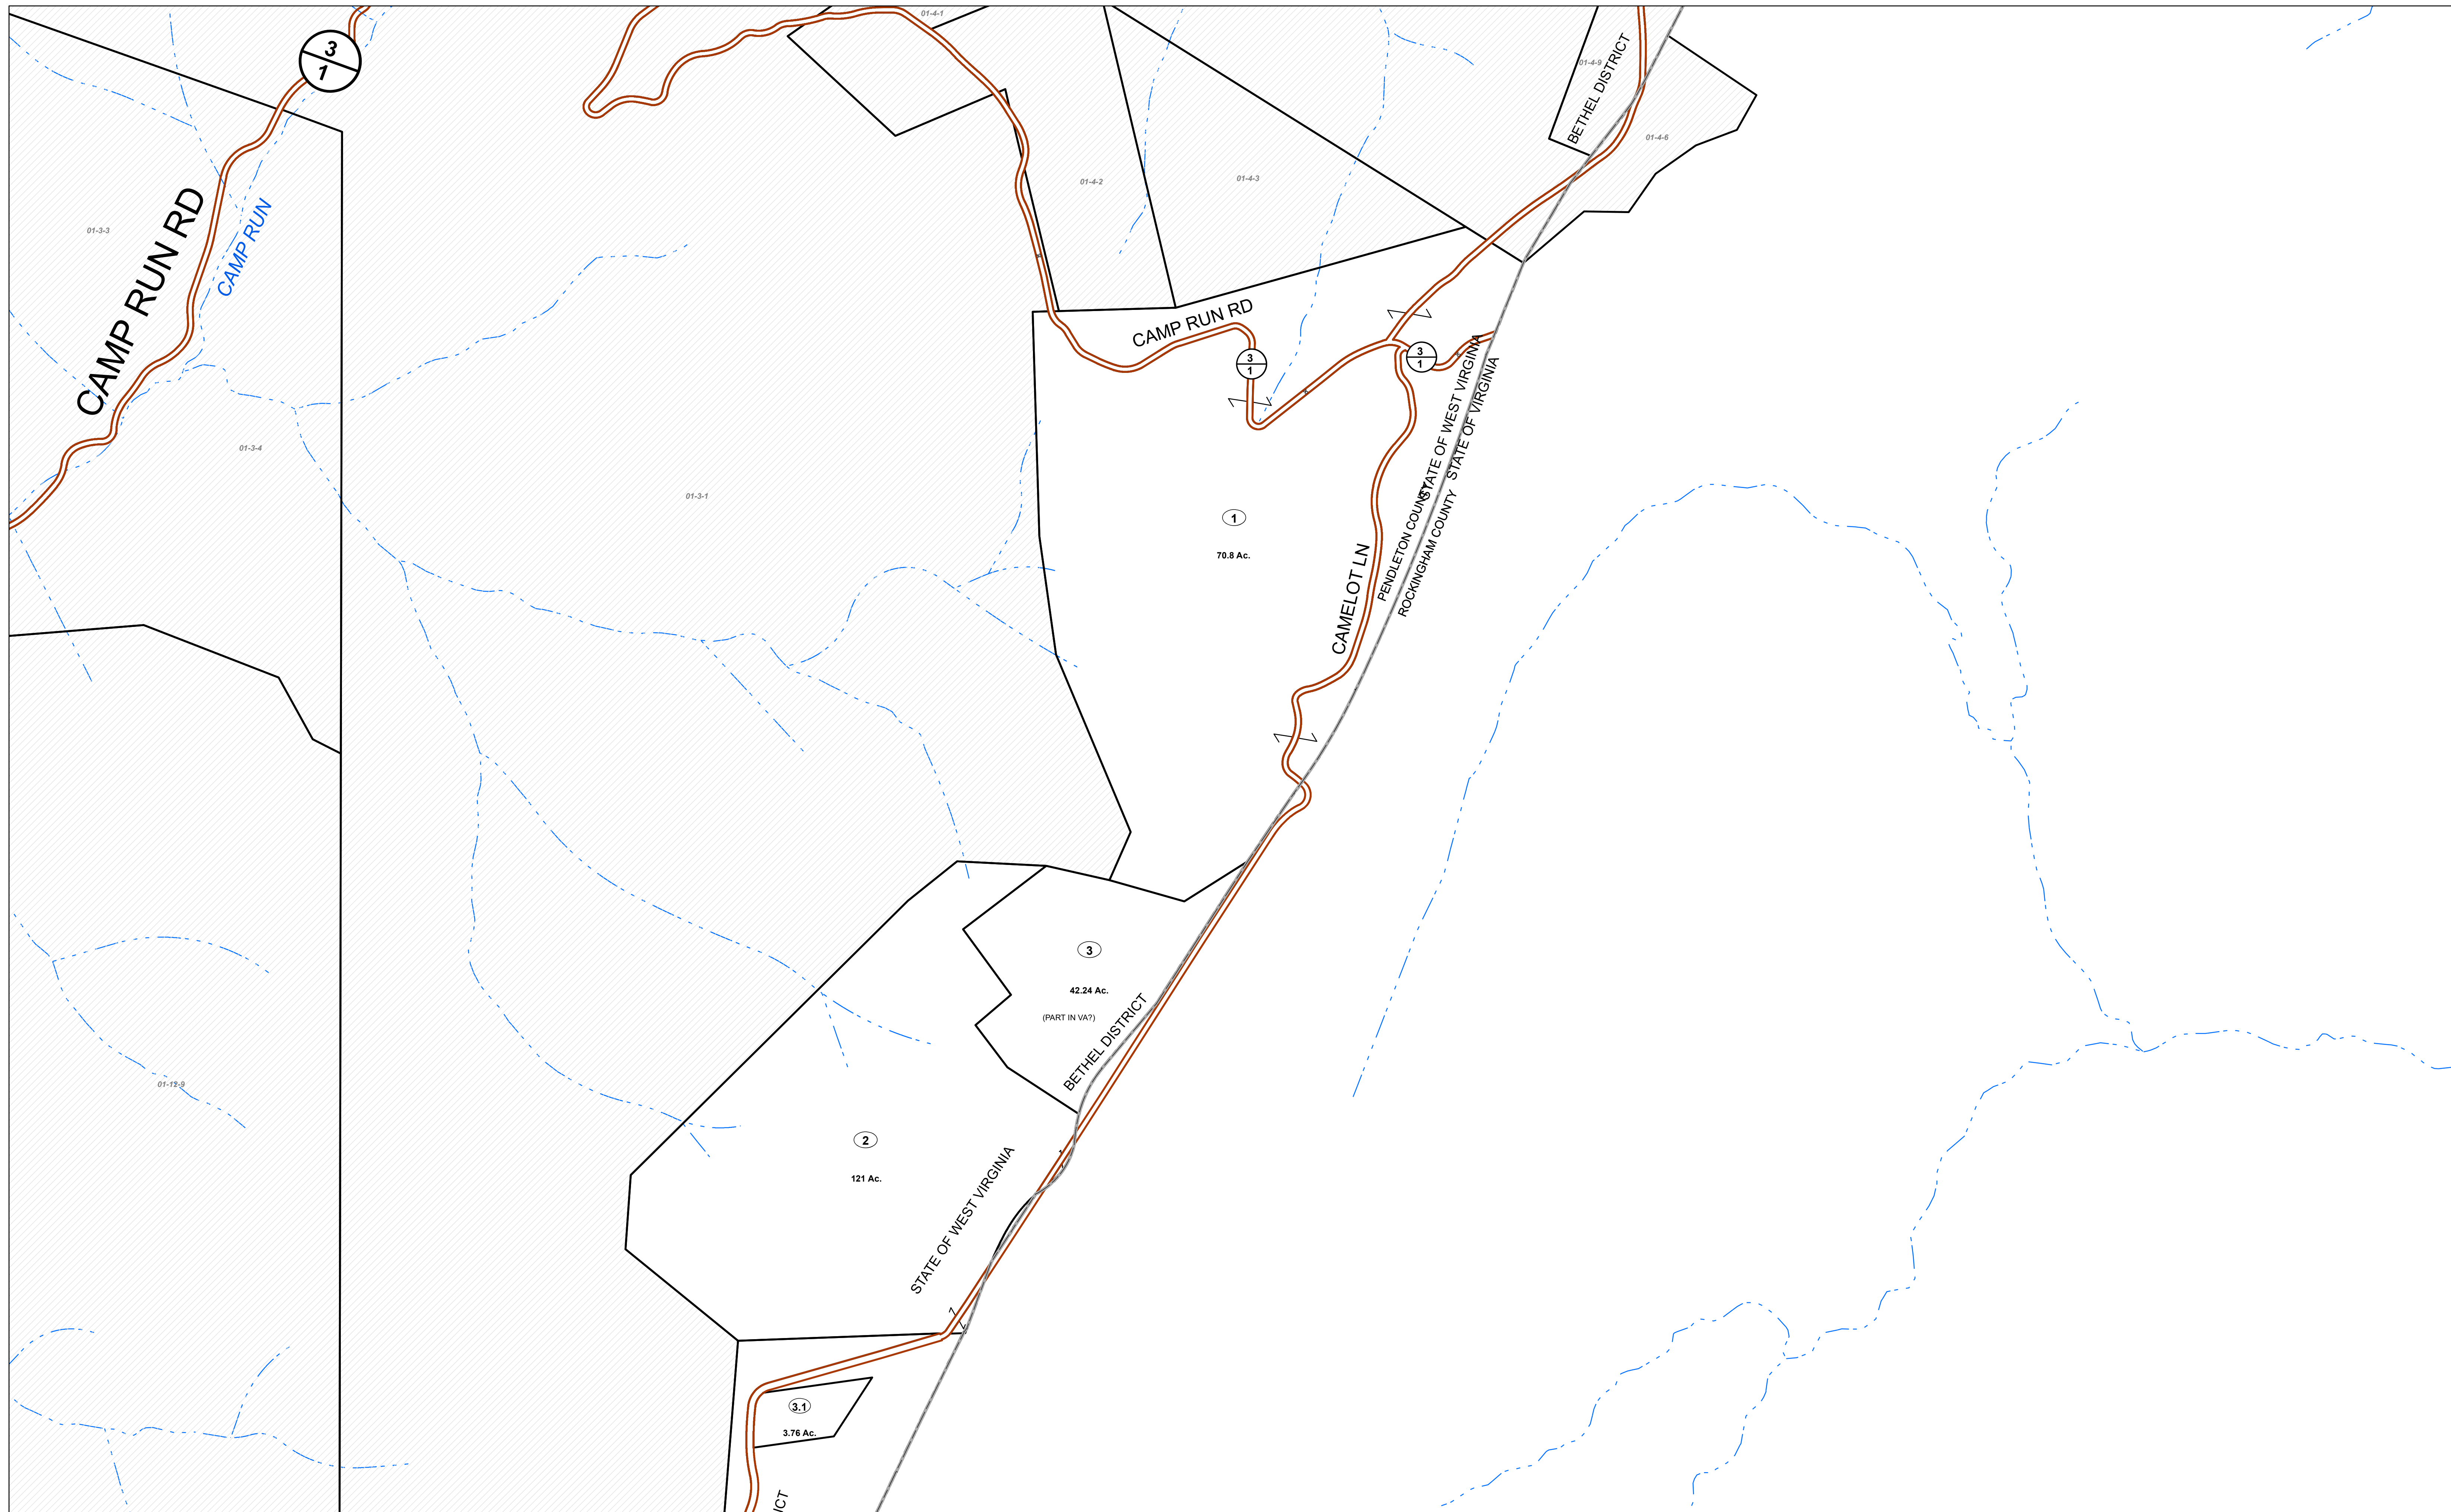 01-4-1
3
1
BETHEL DISTRICT
01-4-9
01-4-6
01-4-2
01-4-3
01-3-3
CAMP RUN RD
CAMP RUN
CAMP RUN RD
3
1
3
1
01-3-4
01-3-1
STATE OF WEST VIRGINIA
STATE OF VIRGINIA
PENDLETON COUNTY
ROCKINGHAM COUNTY
1
70.8 Ac.
CAMELOT LN
3
42.24 Ac.
(PART IN VA?)
BETHEL DISTRICT
01-12-9
2
121 Ac.
STATE OF WEST VIRGINIA
3.1
3.76 Ac.
ICT